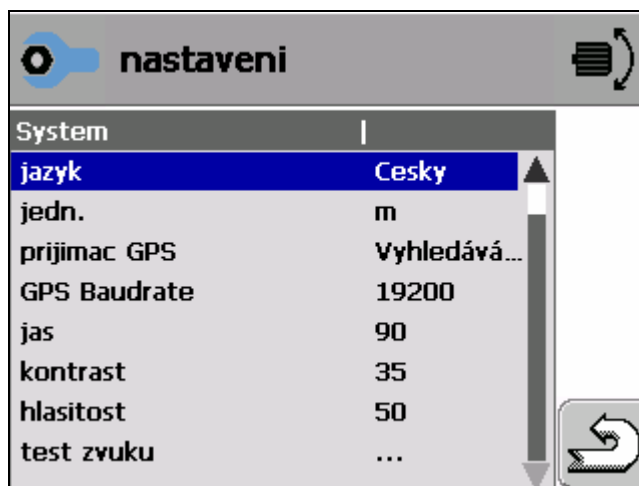 nastaveni
System
jazyk Cesky
jedn. m
prijimac GPS Vyhledává...
GPS Baudrate 19200
jas 90
kontrast 35
hlasitost 50
test zvuku ...